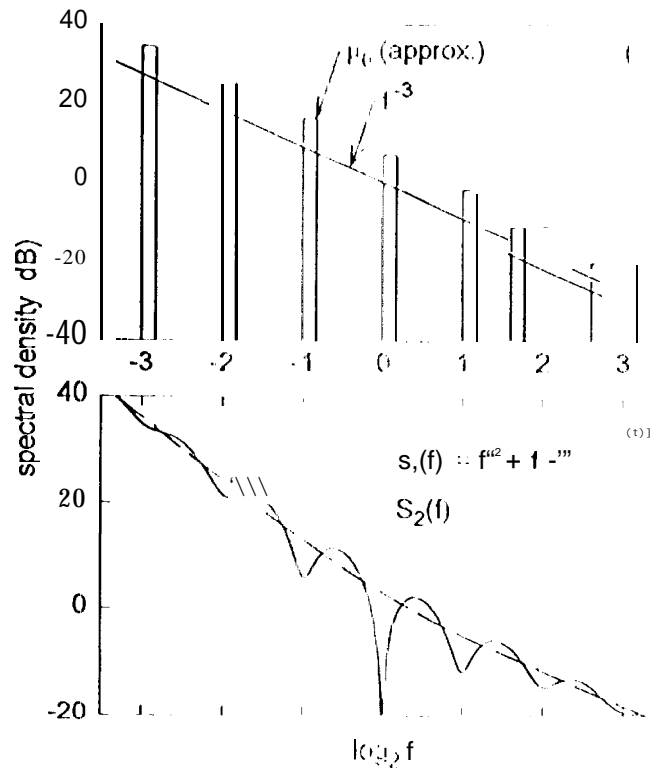 40
μ₀ (approx.)
20
f⁻³
0
-20
-40
-3 -2 -1 0 1 2 3
spectral density dB)
40
(t)]
s,(f) = f"² + f -'"
20
S₂(f)
0
-20
log₂ f